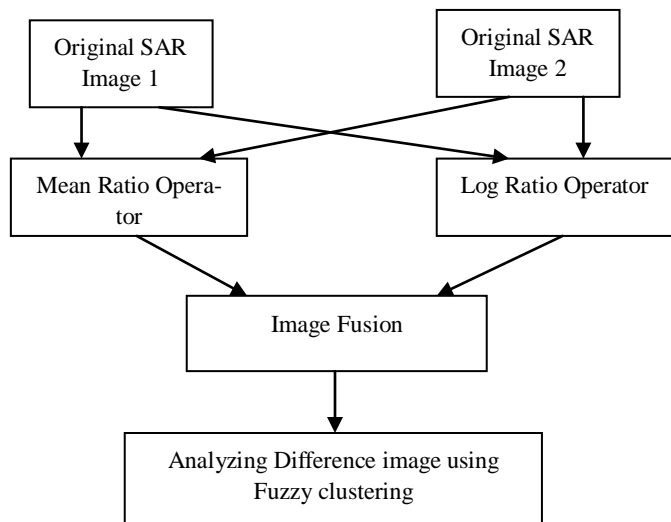 Original SAR
Image 1
Original SAR
Image 2
Mean Ratio Opera-
tor
Log Ratio Operator
Image Fusion
Analyzing Difference image using
Fuzzy clustering